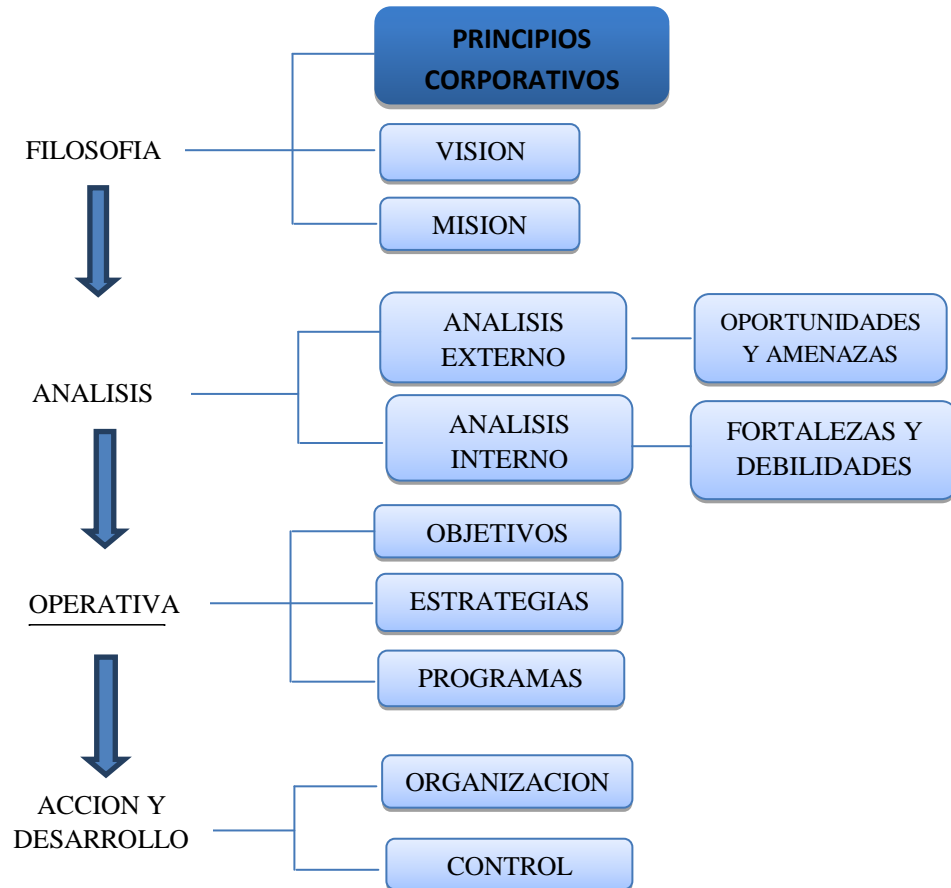 PRINCIPIOS
CORPORATIVOS
FILOSOFIA
VISION
MISION
ANALISIS
ANALISIS
EXTERNO
OPORTUNIDADES
Y AMENAZAS
ANALISIS
INTERNO
FORTALEZAS Y
DEBILIDADES
OPERATIVA
OBJETIVOS
ESTRATEGIAS
PROGRAMAS
ACCION Y
DESARROLLO
ORGANIZACION
CONTROL